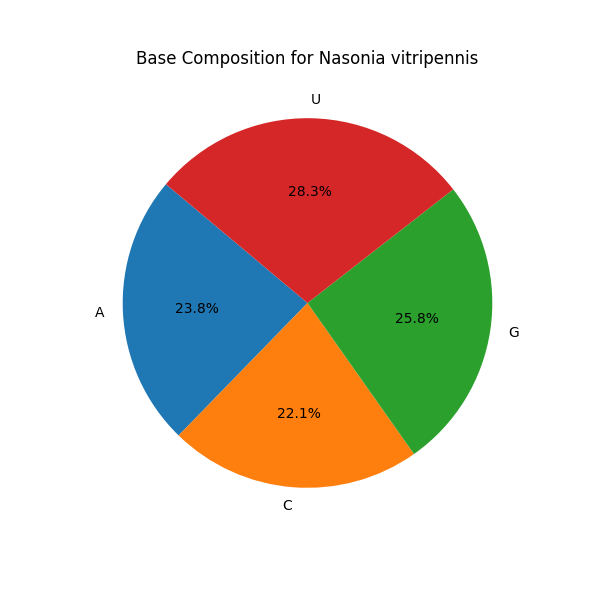 Base Composition for Nasonia vitripennis
U
28.3%
A
23.8%
25.8%
G
22.1%
C